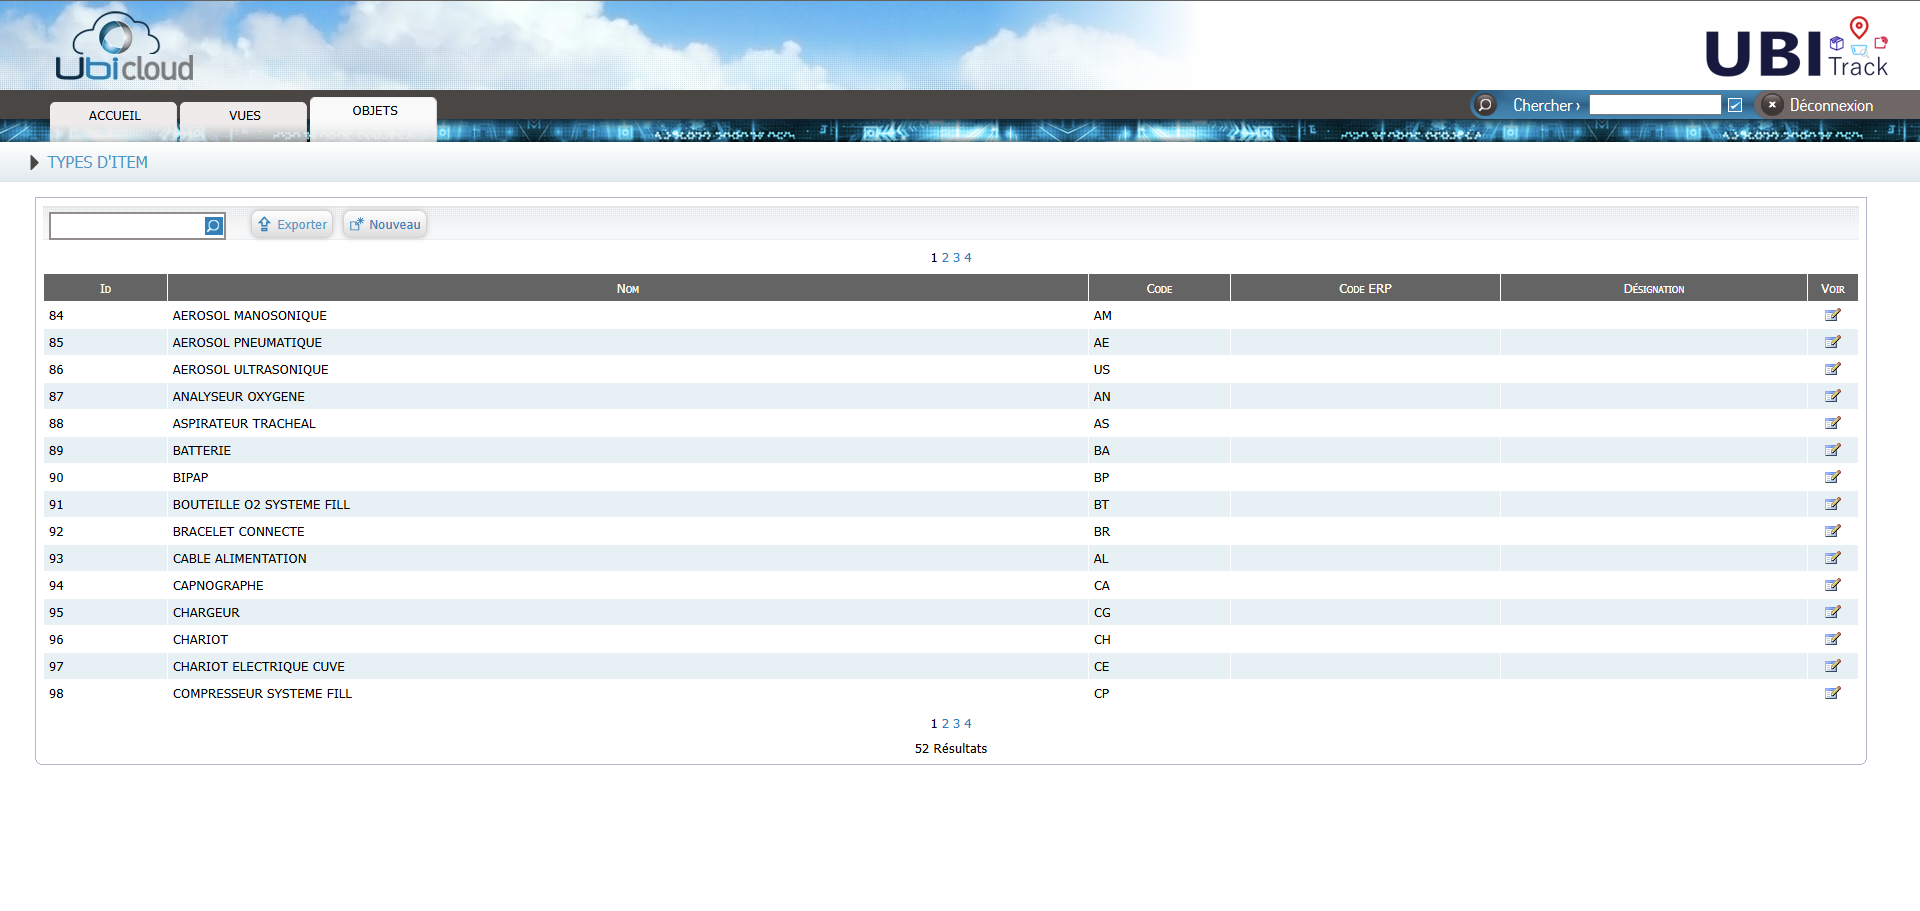 Ubicloud
UBI Track
ACCUEIL VUES OBJETS Chercher › Déconnexion
TYPES D'ITEM
Exporter Nouveau
1 2 3 4
ID NOM CODE CODE ERP DÉSIGNATION VOIR
84 AEROSOL MANOSONIQUE AM
85 AEROSOL PNEUMATIQUE AE
86 AEROSOL ULTRASONIQUE US
87 ANALYSEUR OXYGENE AN
88 ASPIRATEUR TRACHEAL AS
89 BATTERIE BA
90 BIPAP BP
91 BOUTEILLE O2 SYSTEME FILL BT
92 BRACELET CONNECTE BR
93 CABLE ALIMENTATION AL
94 CAPNOGRAPHE CA
95 CHARGEUR CG
96 CHARIOT CH
97 CHARIOT ELECTRIQUE CUVE CE
98 COMPRESSEUR SYSTEME FILL CP
1 2 3 4
52 Résultats